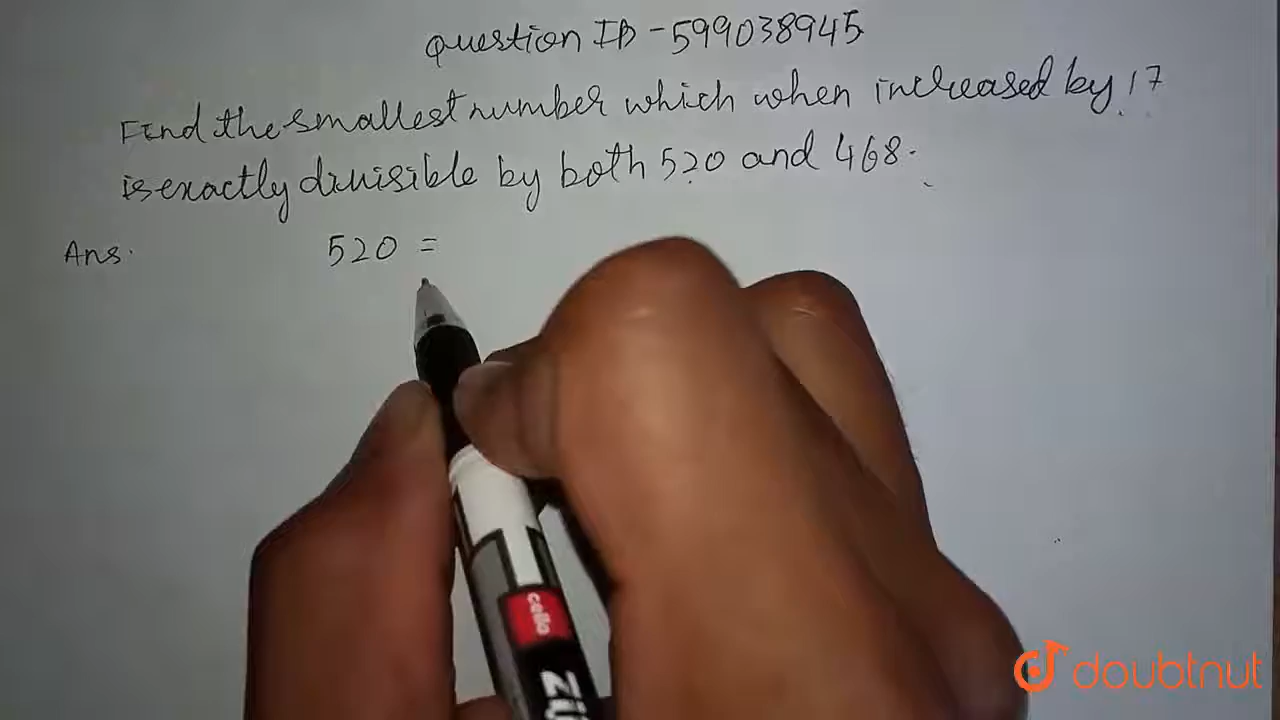 Question ID - 599038945
Find the smallest number which when increased by 17
is exactly divisible by both 520 and 468.
Ans.
520 =
cello
doubtnut